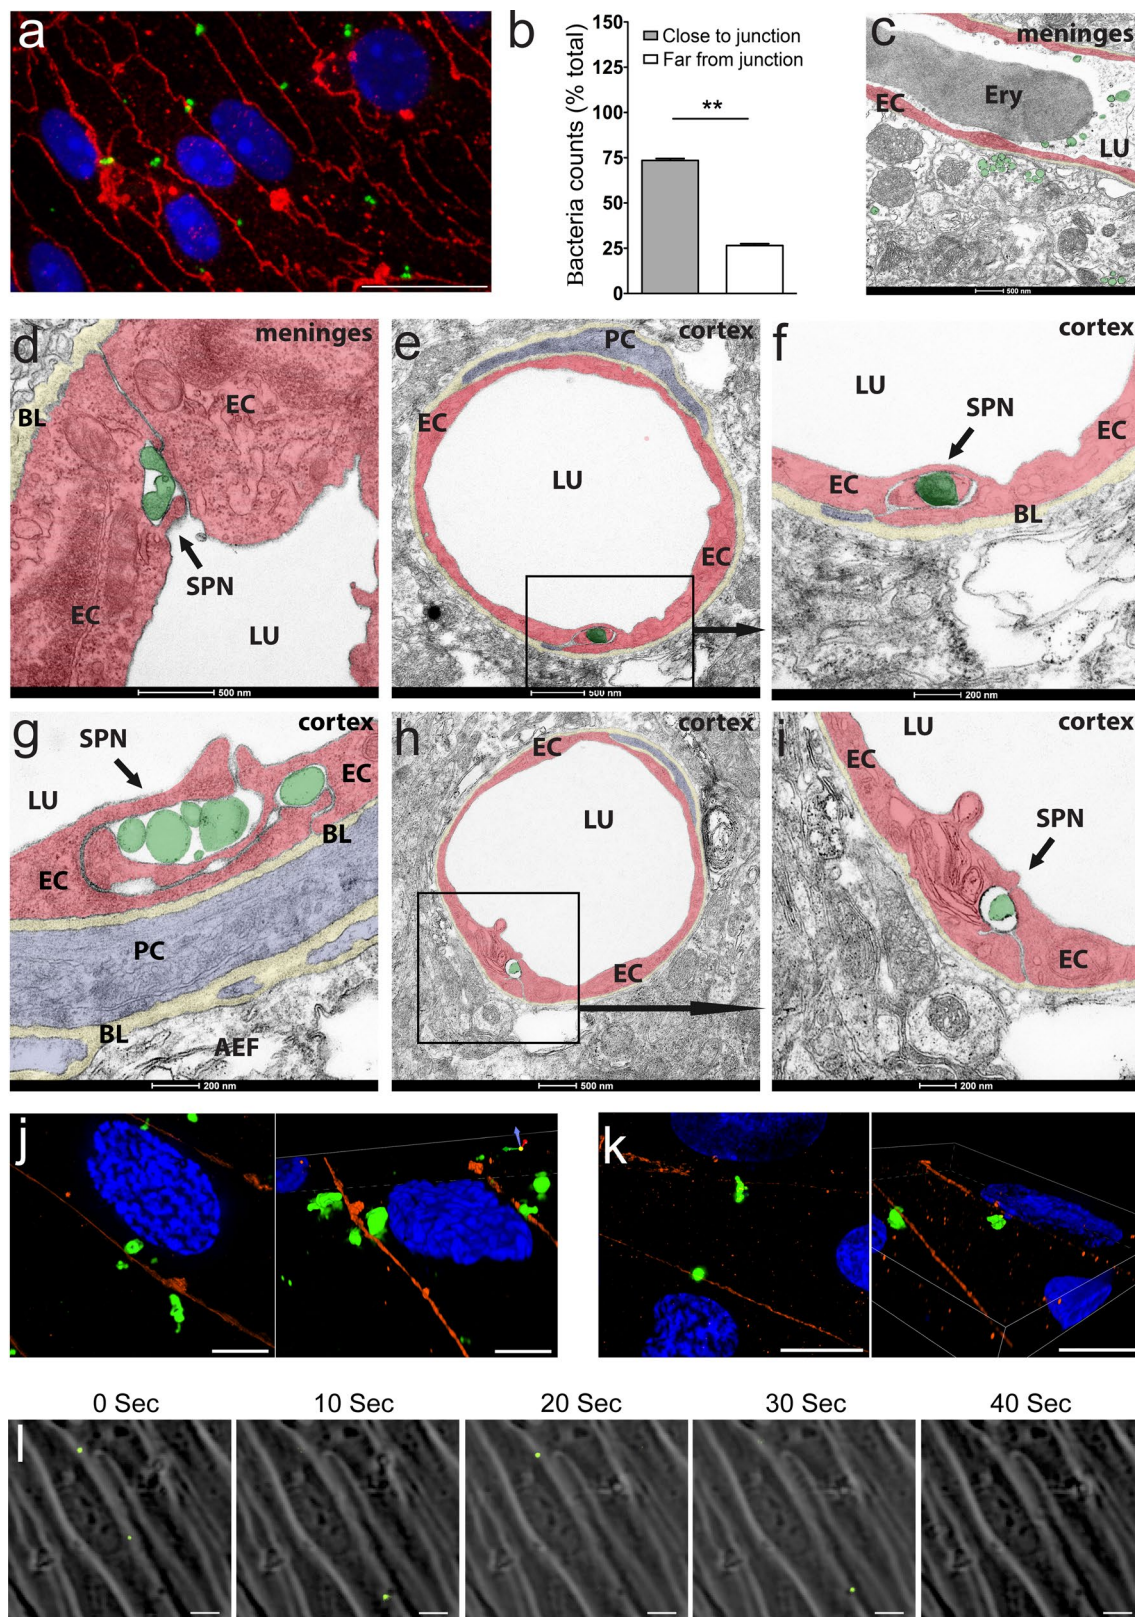 a
b
150
125
100
75
50
25
0
Bacteria counts (% total)
Close to junction
Far from junction
**
c
meninges
Ery
EC
LU
500 nm
d
meninges
EC
BL
SPN
EC
LU
500 nm
e
cortex
PC
EC
LU
EC
500 nm
f
cortex
LU
SPN
EC
EC
BL
200 nm
g
cortex
SPN
EC
LU
BL
EC
PC
BL
AEF
200 nm
h
cortex
EC
LU
EC
500 nm
i
LU
cortex
EC
SPN
EC
200 nm
j
k
0 Sec
10 Sec
20 Sec
30 Sec
40 Sec
l